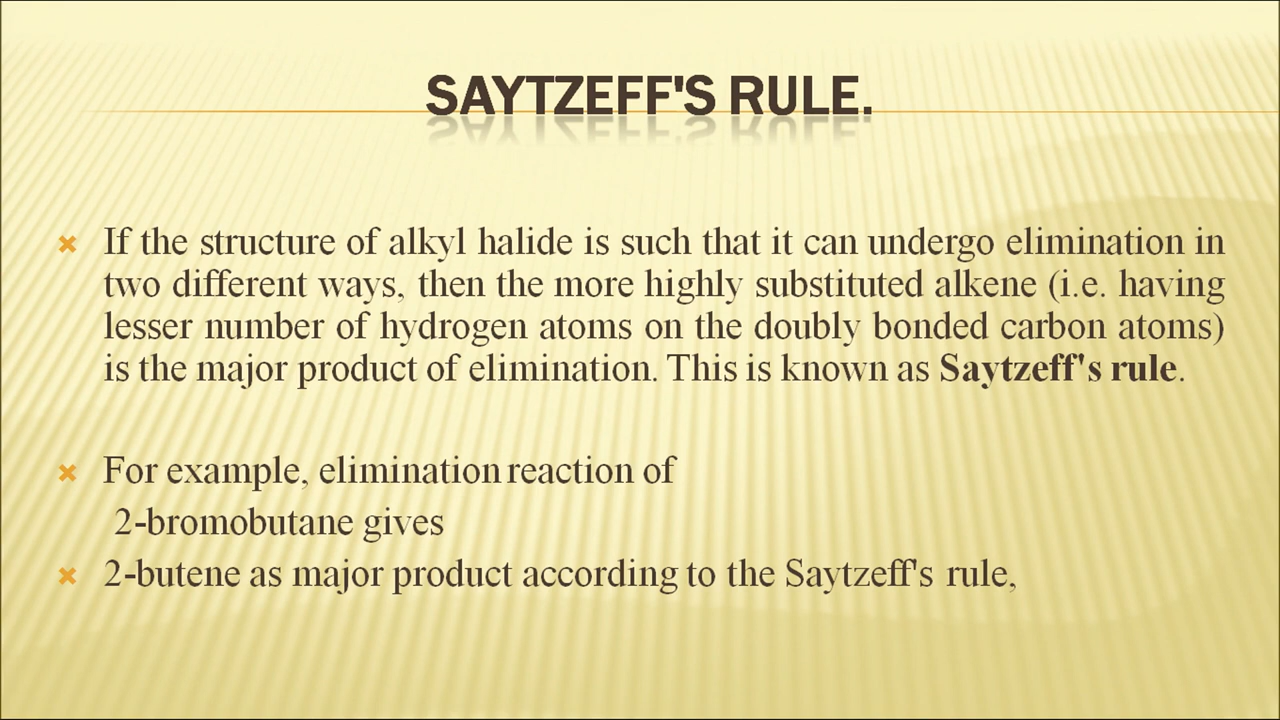 SAYTZEFF'S RULE.
If the structure of alkyl halide is such that it can undergo elimination in
two different ways, then the more highly substituted alkene (i.e. having
lesser number of hydrogen atoms on the doubly bonded carbon atoms)
is the major product of elimination. This is known as Saytzeff's rule.
For example, elimination reaction of
2-bromobutane gives
2-butene as major product according to the Saytzeff's rule,